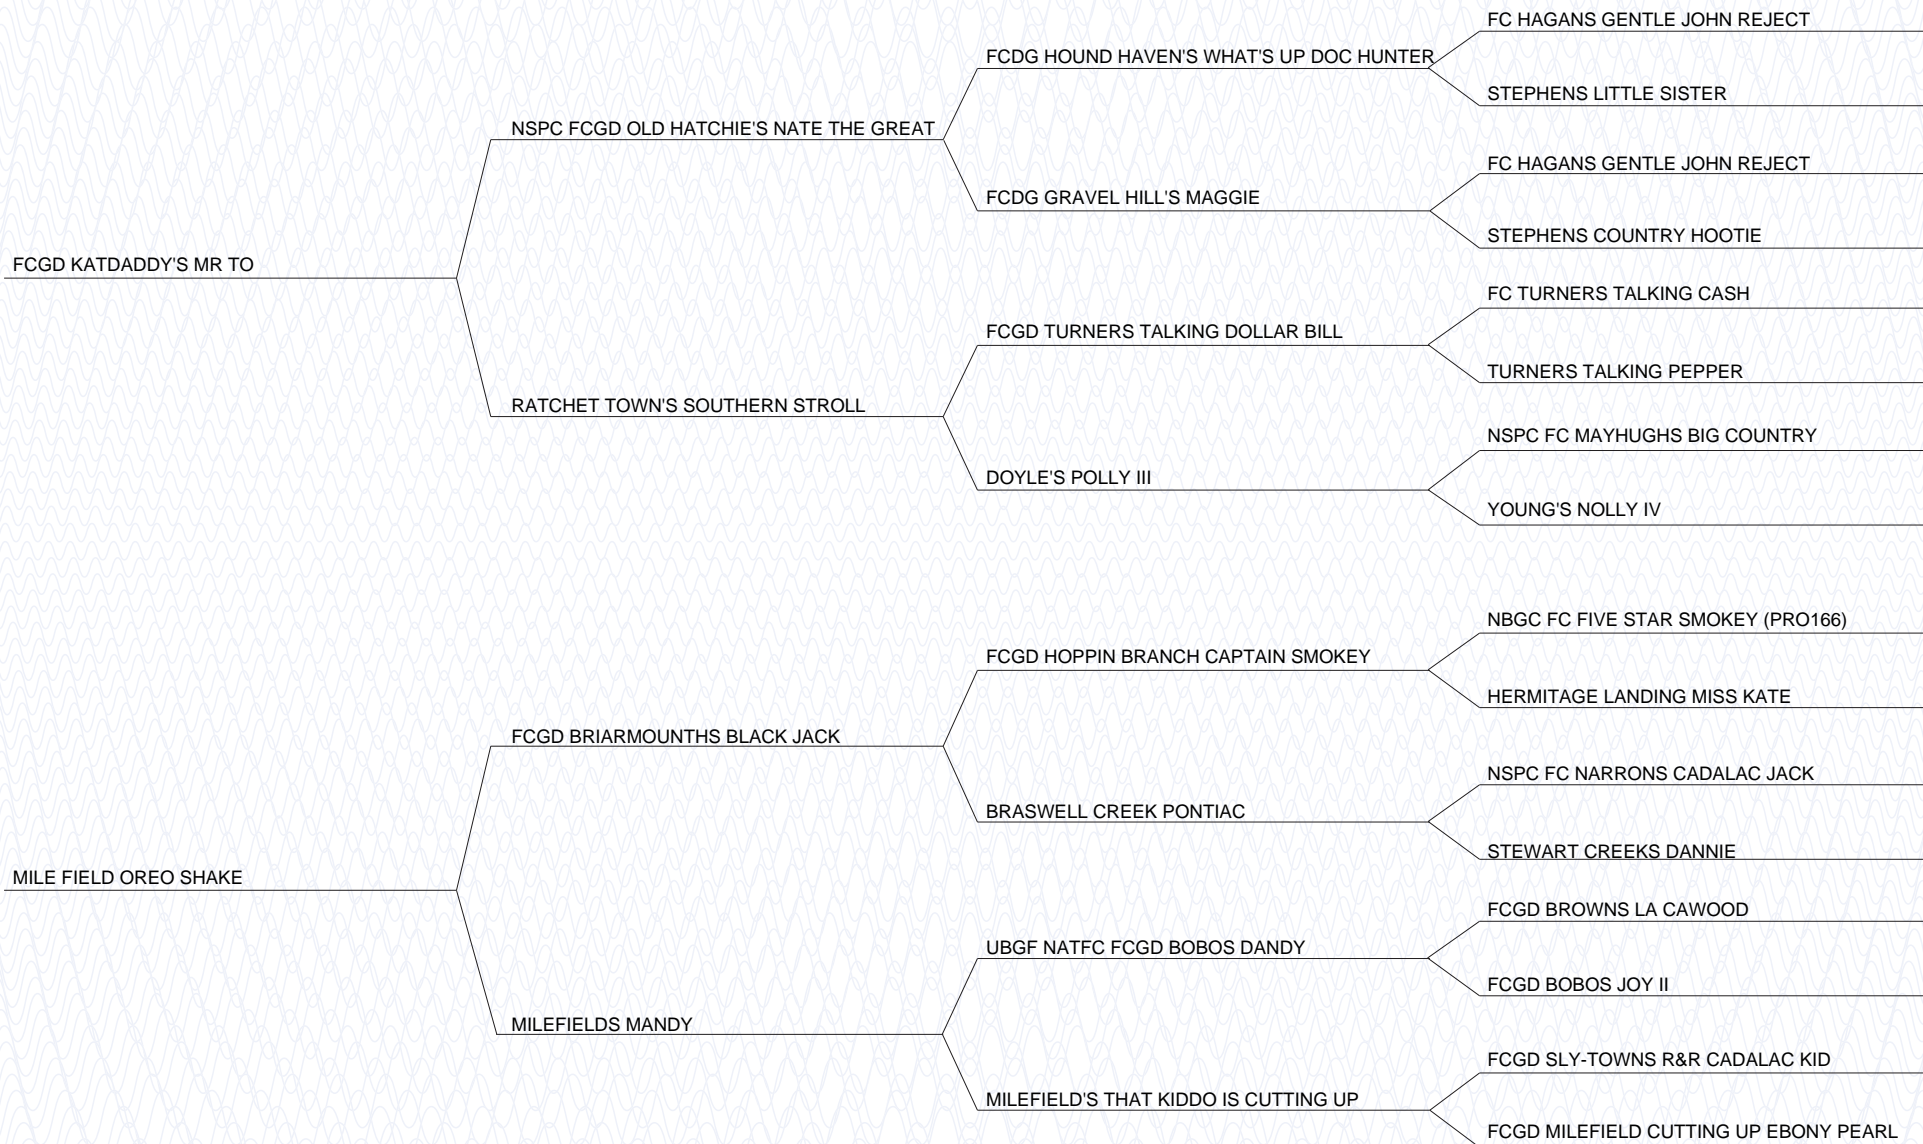 FC HAGANS GENTLE JOHN REJECT
FCDG HOUND HAVEN'S WHAT'S UP DOC HUNTER
STEPHENS LITTLE SISTER
NSPC FCGD OLD HATCHIE'S NATE THE GREAT
FC HAGANS GENTLE JOHN REJECT
FCDG GRAVEL HILL'S MAGGIE
STEPHENS COUNTRY HOOTIE
FCGD KATDADDY'S MR TO
FC TURNERS TALKING CASH
FCGD TURNERS TALKING DOLLAR BILL
TURNERS TALKING PEPPER
RATCHET TOWN'S SOUTHERN STROLL
NSPC FC MAYHUGHS BIG COUNTRY
DOYLE'S POLLY III
YOUNG'S NOLLY IV
NBGC FC FIVE STAR SMOKEY (PRO166)
FCGD HOPPIN BRANCH CAPTAIN SMOKEY
HERMITAGE LANDING MISS KATE
FCGD BRIARMOUNTHS BLACK JACK
NSPC FC NARRONS CADALAC JACK
BRASWELL CREEK PONTIAC
STEWART CREEKS DANNIE
MILE FIELD OREO SHAKE
FCGD BROWNS LA CAWOOD
UBGF NATFC FCGD BOBOS DANDY
FCGD BOBOS JOY II
MILEFIELDS MANDY
FCGD SLY-TOWNS R&R CADALAC KID
MILEFIELD'S THAT KIDDO IS CUTTING UP
FCGD MILEFIELD CUTTING UP EBONY PEARL